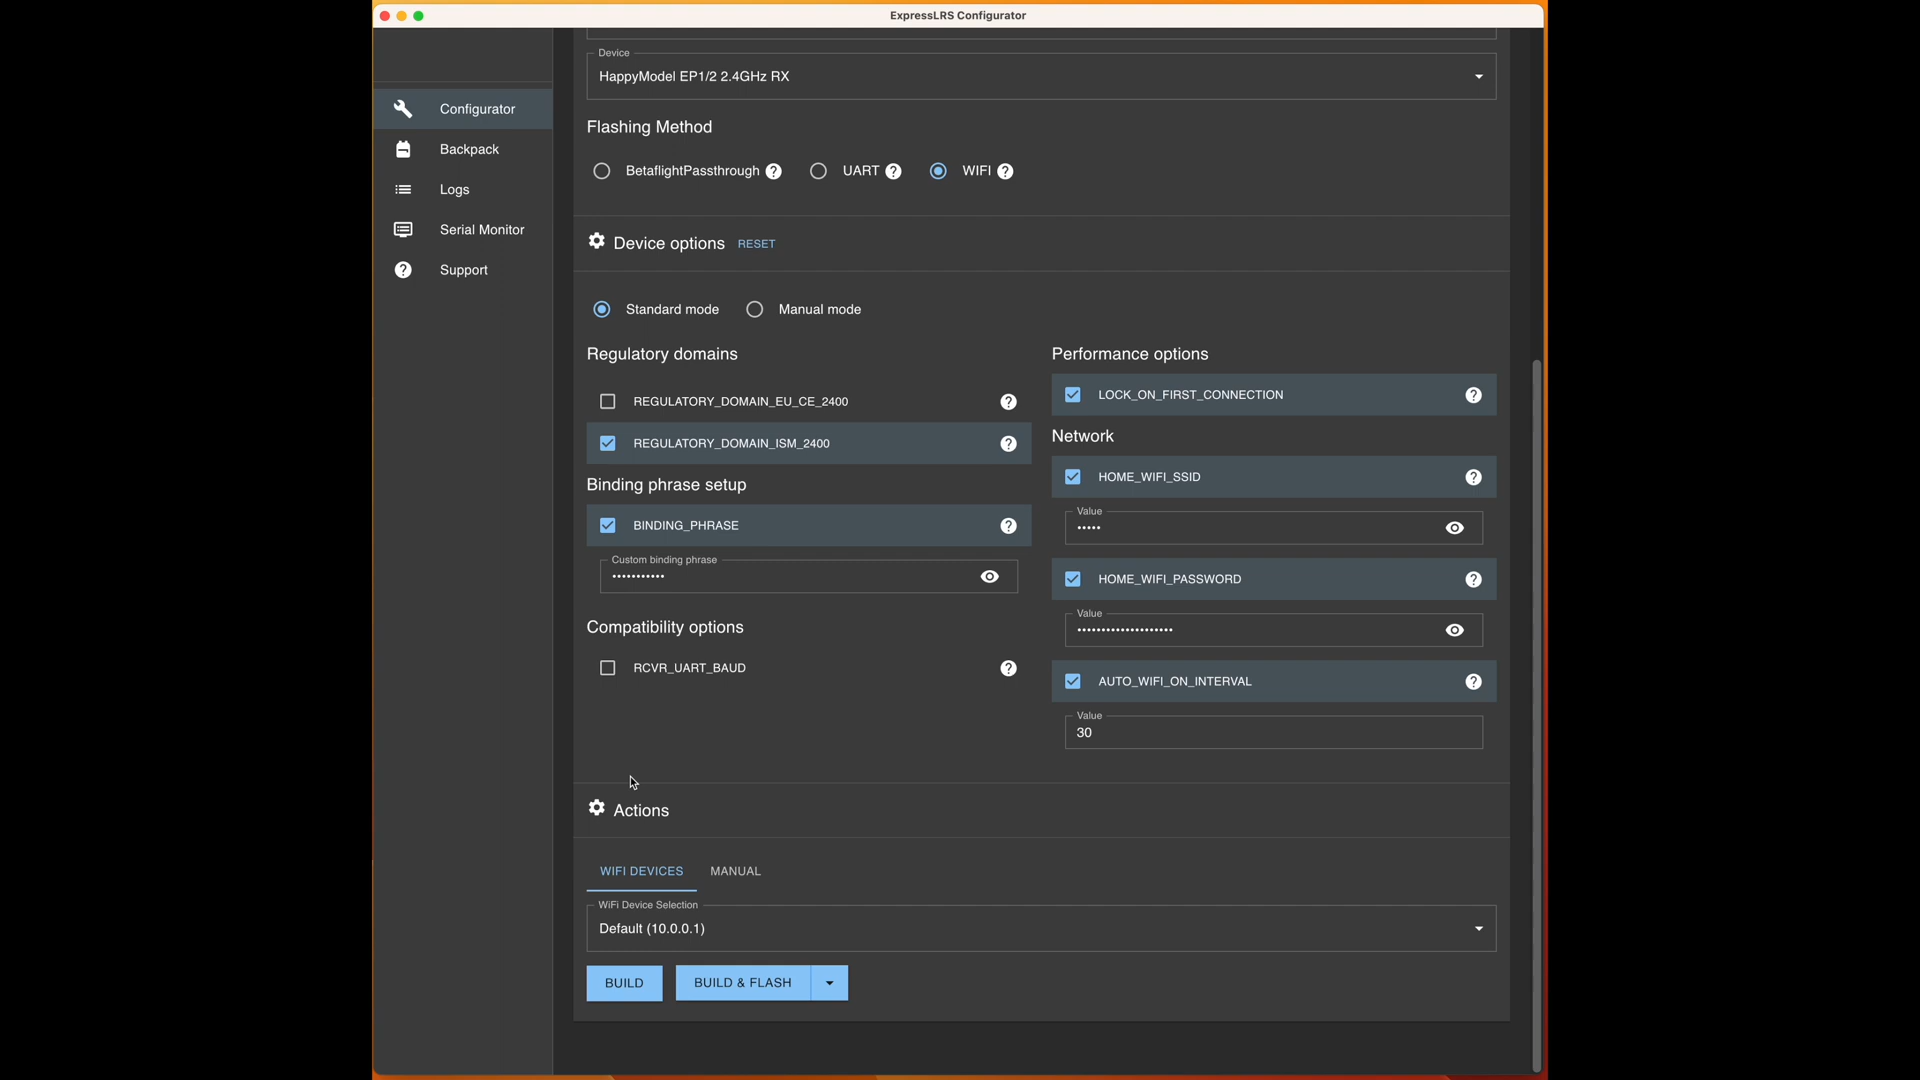 ExpressLRS Configurator
Configurator
Backpack
Logs
Serial Monitor
Support
Device
HappyModel EP1/2 2.4GHz RX
Flashing Method
BetaflightPassthrough ? UART ? WIFI ?
Device options RESET
Standard mode Manual mode
Regulatory domains
REGULATORY_DOMAIN_EU_CE_2400 ?
REGULATORY_DOMAIN_ISM_2400 ?
Binding phrase setup
BINDING_PHRASE ?
Custom binding phrase
•••••••••••
Compatibility options
RCVR_UART_BAUD ?
Performance options
LOCK_ON_FIRST_CONNECTION ?
Network
HOME_WIFI_SSID ?
Value
•••••
HOME_WIFI_PASSWORD ?
Value
••••••••••••••••••••
AUTO_WIFI_ON_INTERVAL ?
Value
30
Actions
WIFI DEVICES MANUAL
WiFi Device Selection
Default (10.0.0.1)
BUILD BUILD & FLASH